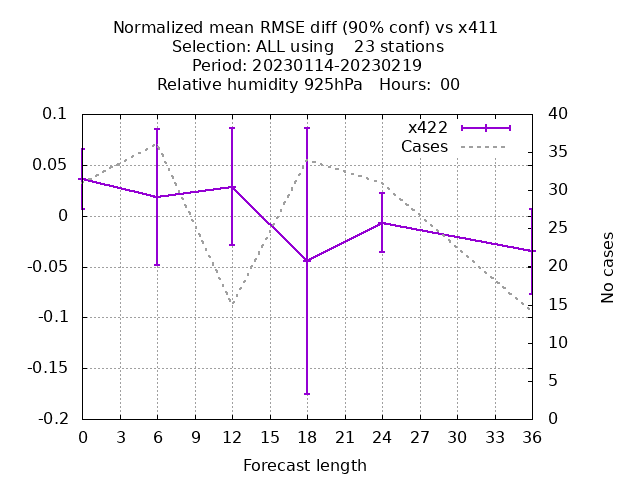 Normalized mean RMSE diff (90% conf) vs x411
Selection: ALL using    23 stations
Period: 20230114-20230219
Relative humidity 925hPa   Hours:  00
x422
Cases
0.1
0.05
0
-0.05
-0.1
-0.15
-0.2
40
35
30
25
20
15
10
5
0
No cases
0 3 6 9 12 15 18 21 24 27 30 33 36
Forecast length